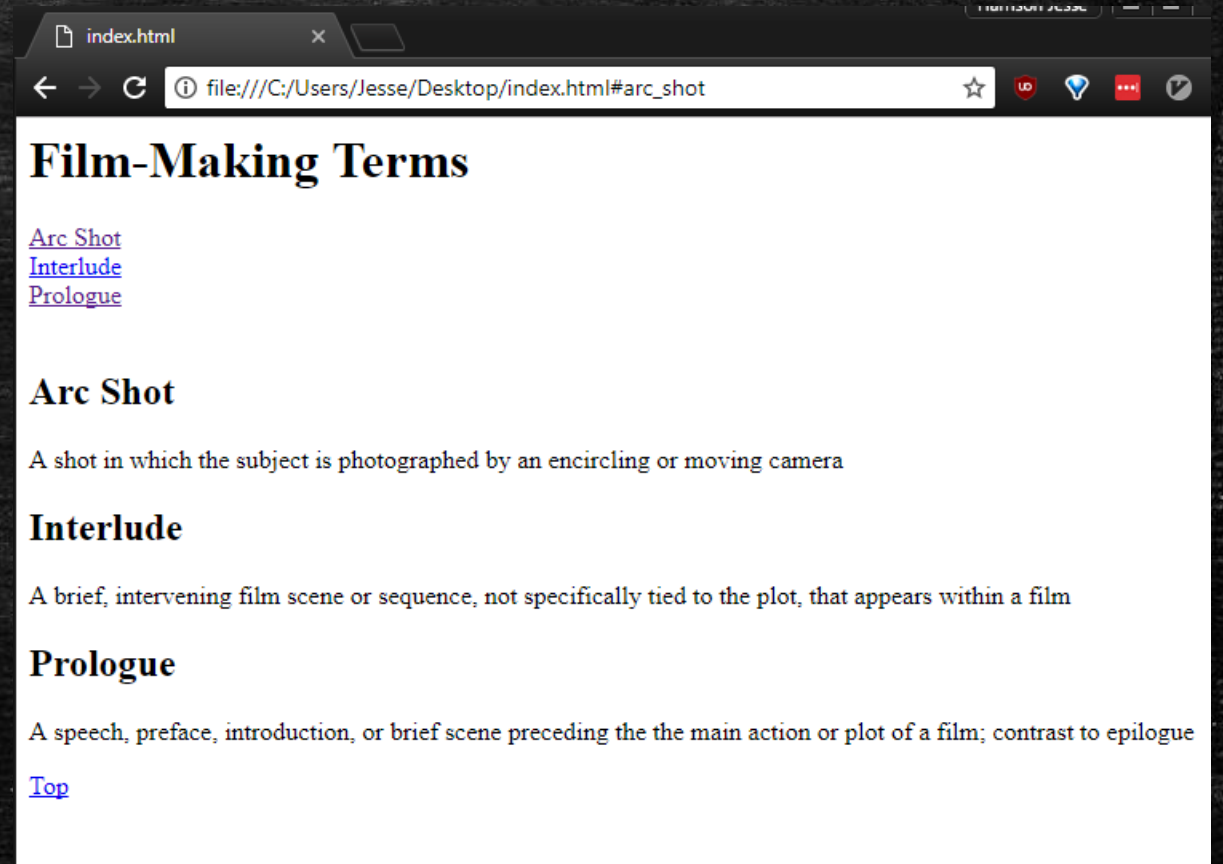 Harrison Jesse
index.html
file:///C:/Users/Jesse/Desktop/index.html#arc_shot
Film-Making Terms
Arc Shot
Interlude
Prologue
Arc Shot
A shot in which the subject is photographed by an encircling or moving camera
Interlude
A brief, intervening film scene or sequence, not specifically tied to the plot, that appears within a film
Prologue
A speech, preface, introduction, or brief scene preceding the the main action or plot of a film; contrast to epilogue
Top